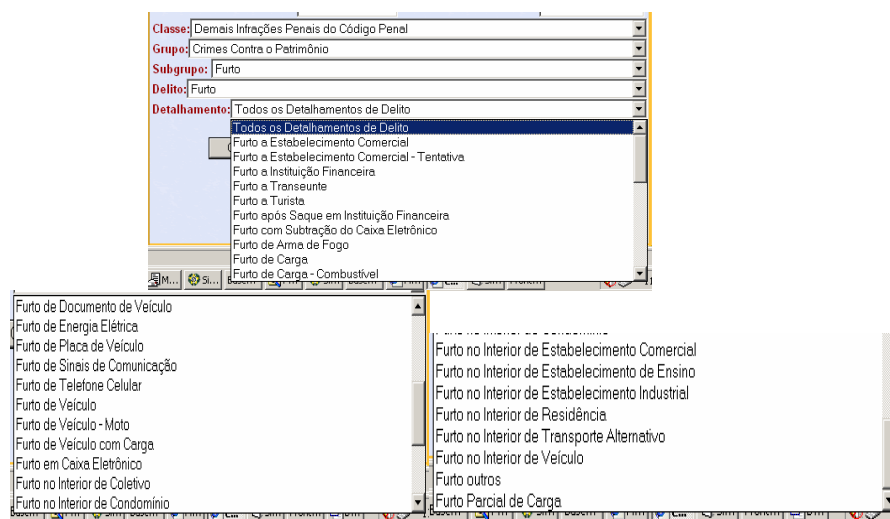 Classe: Demais Infrações Penais do Código Penal
Grupo: Crimes Contra o Patrimônio
Subgrupo: Furto
Delito: Furto
Detalhamento: Todos os Detalhamentos de Delito
Todos os Detalhamentos de Delito
Furto a Estabelecimento Comercial
Furto a Estabelecimento Comercial - Tentativa
Furto a Instituição Financeira
Furto a Transeunte
Furto a Turista
Furto após Saque em Instituição Financeira
Furto com Subtração do Caixa Eletrônico
Furto de Arma de Fogo
Furto de Carga
Furto de Carga - Combustível
M... Si...
Furto de Documento de Veículo
Furto de Energia Elétrica
Furto de Placa de Veículo
Furto de Sinais de Comunicação
Furto de Telefone Celular
Furto de Veículo
Furto de Veículo - Moto
Furto de Veículo com Carga
Furto em Caixa Eletrônico
Furto no Interior de Coletivo
Furto no Interior de Condomínio
Furto no Interior de Condomínio
Furto no Interior de Estabelecimento Comercial
Furto no Interior de Estabelecimento de Ensino
Furto no Interior de Estabelecimento Industrial
Furto no Interior de Residência
Furto no Interior de Transporte Alternativo
Furto no Interior de Veículo
Furto outros
Furto Parcial de Carga